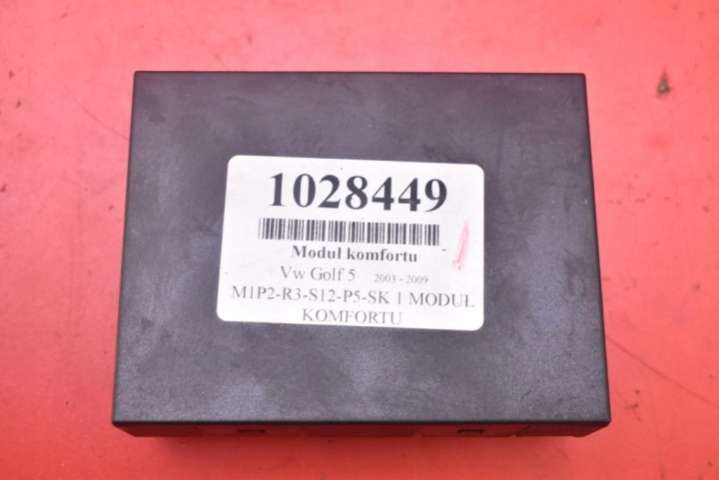 1028449
Moduł komfortu
Vw Golf 5 2003 - 2009
M1P2-R3-S12-P5-SK 1 MODUŁ
KOMFORTU